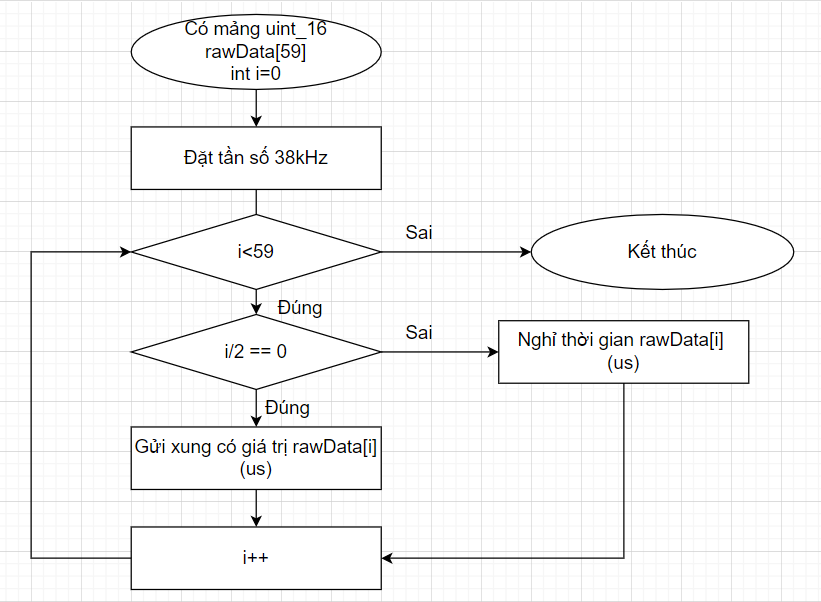 Có mảng uint_16
rawData[59]
int i=0
Đặt tần số 38kHz
i<59
Sai
Kết thúc
Đúng
i/2 == 0
Sai
Nghỉ thời gian rawData[i]
(us)
Đúng
Gửi xung có giá trị rawData[i]
(us)
i++